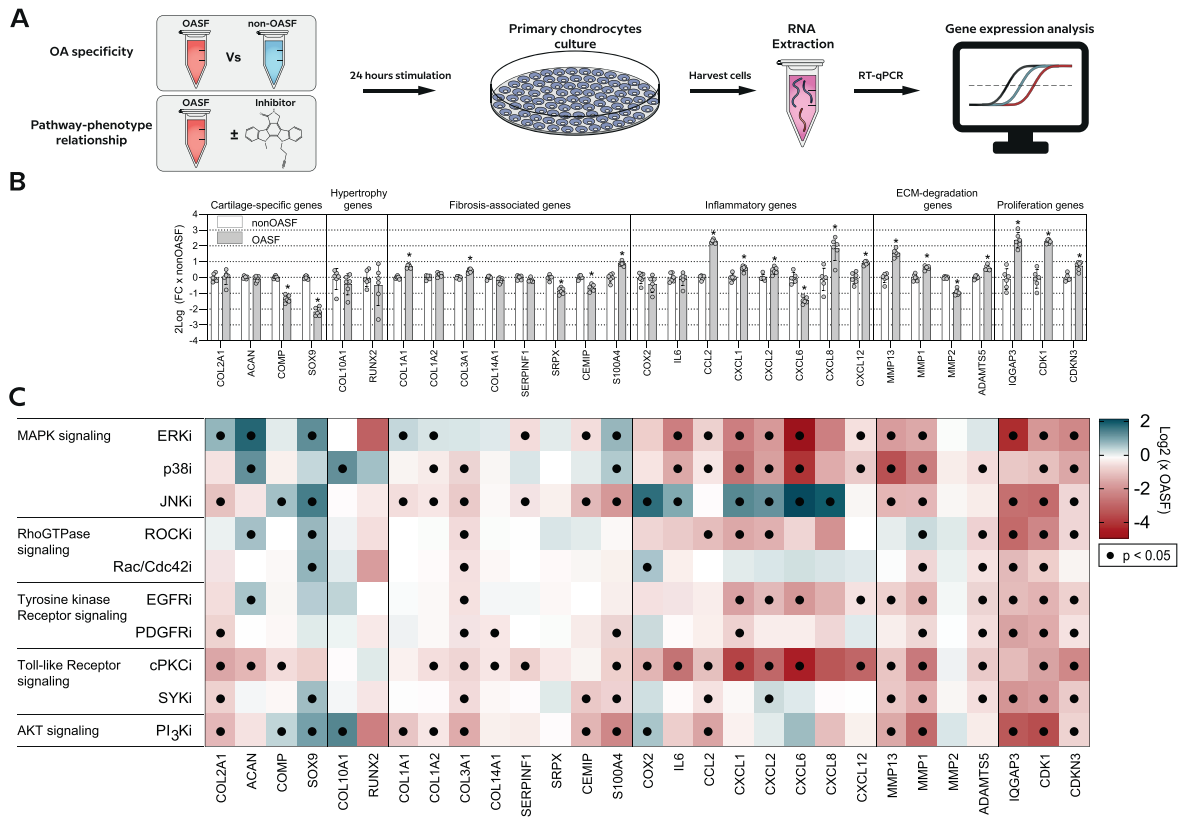 A
OASF
non-OASF
OA specificity
Vs
24 hours stimulation
Primary chondrocytes
culture
Harvest cells
RNA
Extraction
RT-qPCR
Gene expression analysis
OASF
Inhibitor
Pathway-phenotype
relationship
±
B
Cartilage-specific genes
Hypertrophy
genes
Fibrosis-associated genes
Inflammatory genes
ECM-degradation
genes
Proliferation genes
2Log (FC x nonOASF)
4
3
2
1
0
-1
-2
-3
-4
nonOASF
OASF
* * * * * * * * * * * * * * * * * * * * *
COL2A1
ACAN
COMP
SOX9
COL10A1
RUNX2
COL1A1
COL1A2
COL3A1
COL14A1
SERPINF1
SRPX
CEMIP
S100A4
COX2
IL6
CCL2
CXCL1
CXCL2
CXCL6
CXCL8
CXCL12
MMP13
MMP1
MMP2
ADAMTS5
IQGAP3
CDK1
CDKN3
C
MAPK signaling
ERKi
p38i
JNKi
RhoGTPase
signaling
ROCKi
Rac/Cdc42i
Tyrosine kinase
Receptor signaling
EGFRi
PDGFRi
Toll-like Receptor
signaling
cPKCi
SYKi
AKT signaling
PI3Ki
2
0
-2
-4
Log2 (x OASF)
p < 0.05
COL2A1
ACAN
COMP
SOX9
COL10A1
RUNX2
COL1A1
COL1A2
COL3A1
COL14A1
SERPINF1
SRPX
CEMIP
S100A4
COX2
IL6
CCL2
CXCL1
CXCL2
CXCL6
CXCL8
CXCL12
MMP13
MMP1
MMP2
ADAMTS5
IQGAP3
CDK1
CDKN3